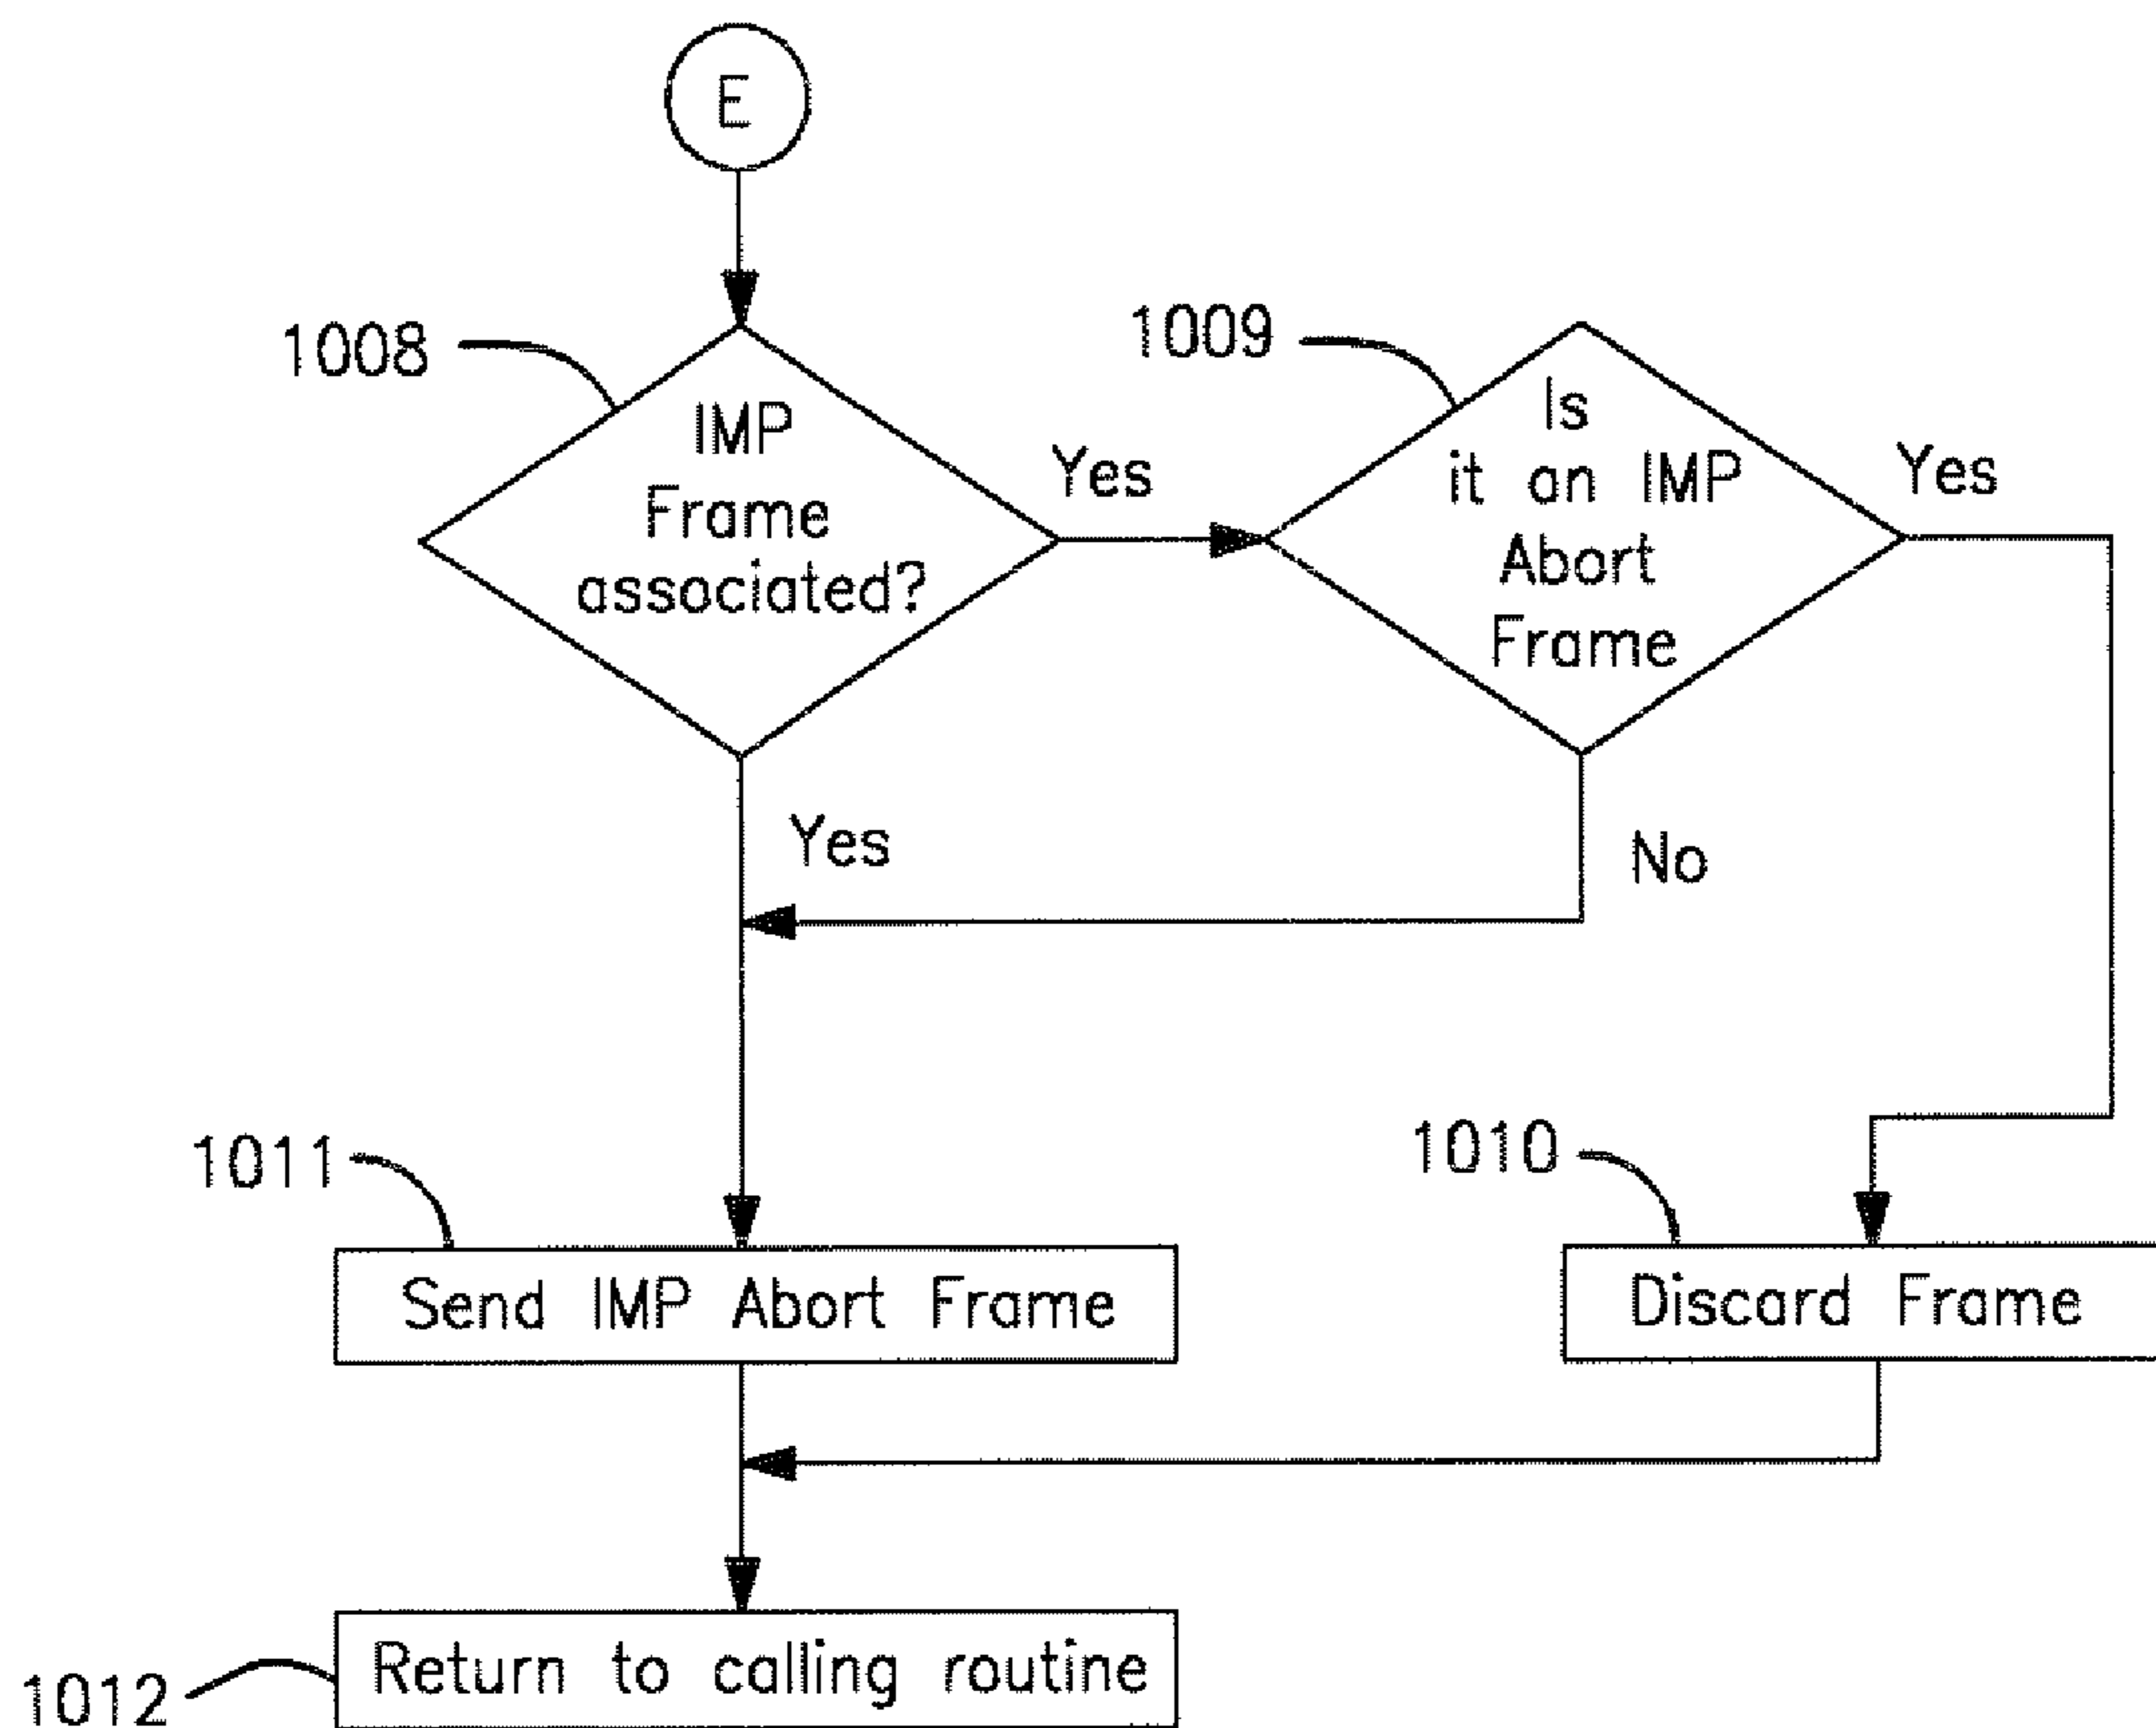 E
1008
IMP
Frame
associated?
Yes
1009
Is
it an IMP
Abort
Frame
Yes
Yes
No
1011
Send IMP Abort Frame
1010
Discard Frame
Return to calling routine
1012